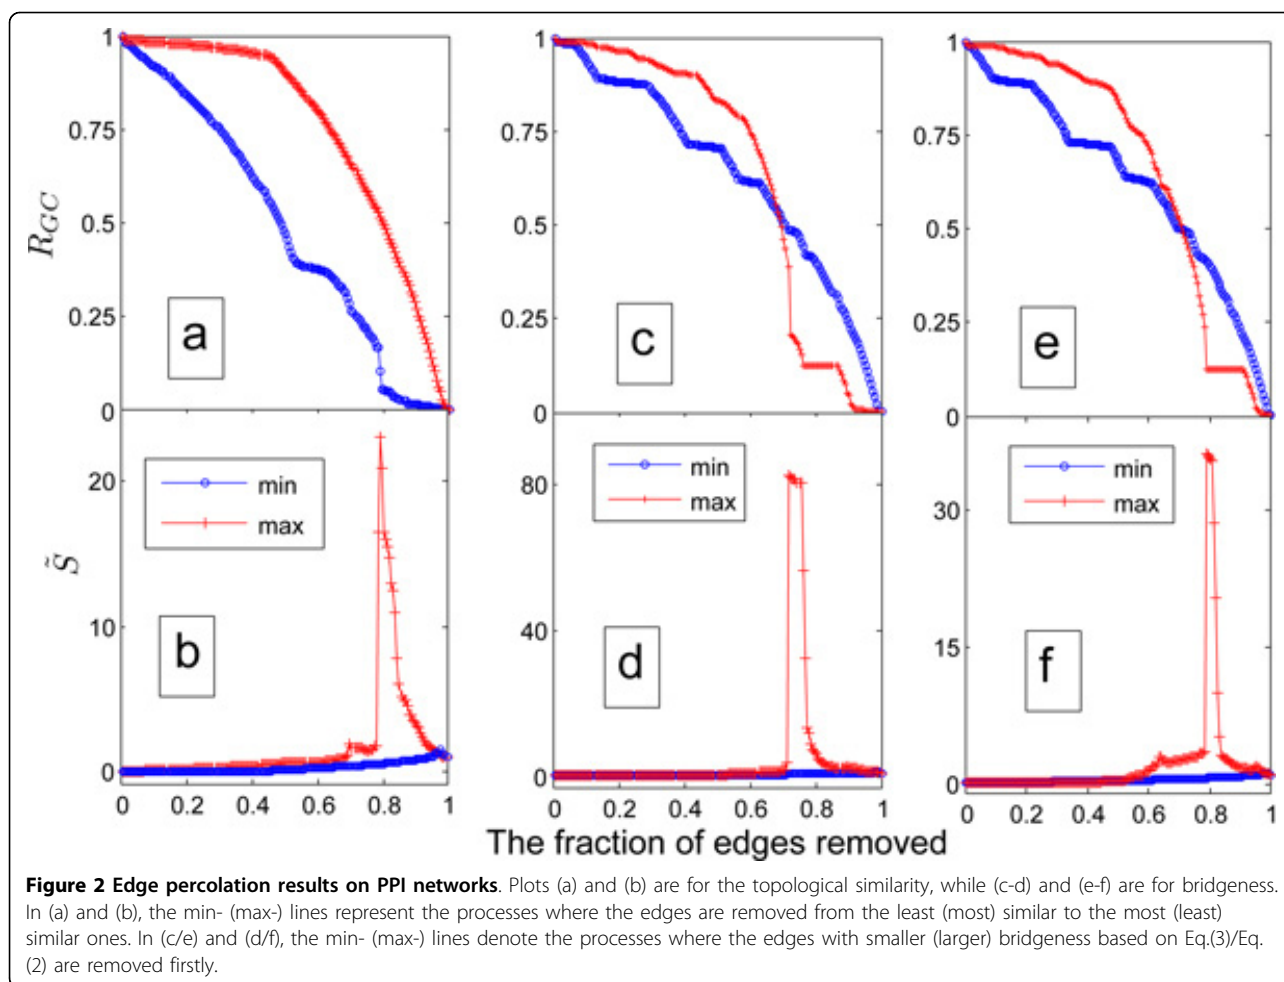 1
0.75
0.5
0.25
0
R_GC
a
1
0.75
0.5
0.25
0
c
1
0.75
0.5
0.25
0
e
20
10
0
S̃
min
max
b
0 0.2 0.4 0.6 0.8 1
80
40
0
min
max
d
0 0.2 0.4 0.6 0.8 1
30
15
0
min
max
f
0 0.2 0.4 0.6 0.8 1
The fraction of edges removed
Figure 2 Edge percolation results on PPI networks. Plots (a) and (b) are for the topological similarity, while (c-d) and (e-f) are for bridgeness.
In (a) and (b), the min- (max-) lines represent the processes where the edges are removed from the least (most) similar to the most (least)
similar ones. In (c/e) and (d/f), the min- (max-) lines denote the processes where the edges with smaller (larger) bridgeness based on Eq.(3)/Eq.
(2) are removed firstly.